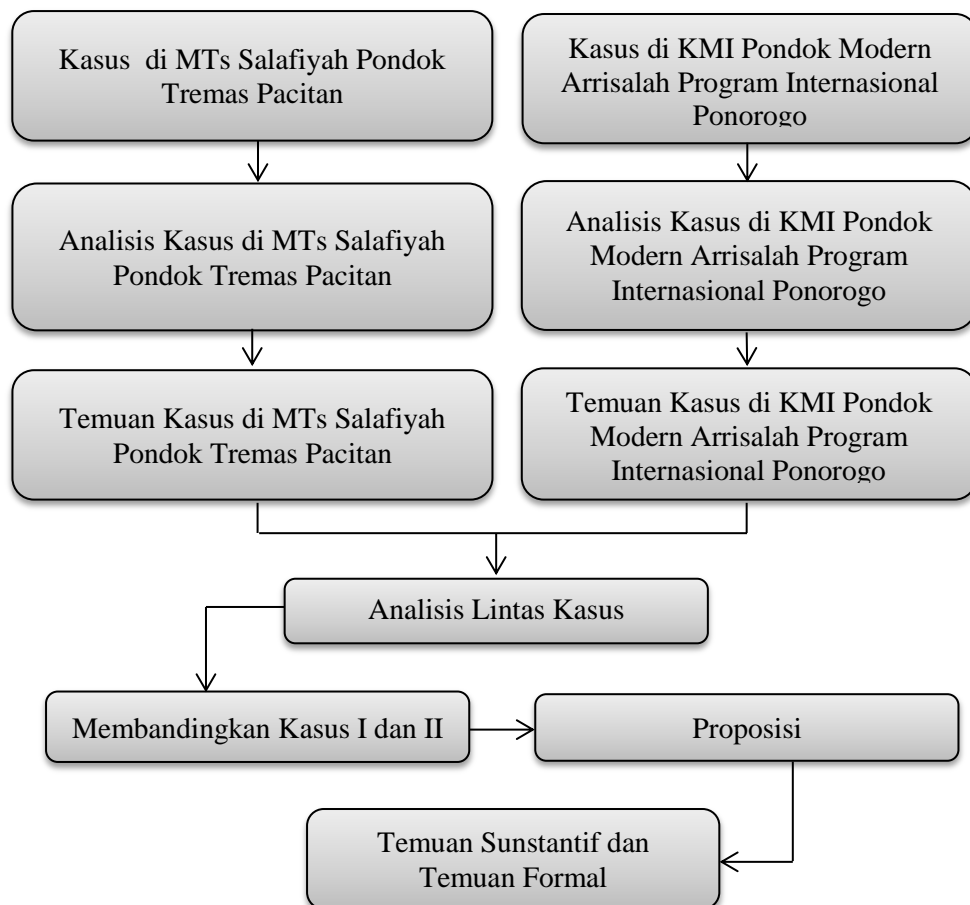 Kasus di MTs Salafiyah Pondok
Tremas Pacitan
Kasus di KMI Pondok Modern
Arrisalah Program Internasional
Ponorogo
Analisis Kasus di MTs Salafiyah
Pondok Tremas Pacitan
Analisis Kasus di KMI Pondok
Modern Arrisalah Program
Internasional Ponorogo
Temuan Kasus di MTs Salafiyah
Pondok Tremas Pacitan
Temuan Kasus di KMI Pondok
Modern Arrisalah Program
Internasional Ponorogo
Analisis Lintas Kasus
Membandingkan Kasus I dan II
Proposisi
Temuan Sunstantif dan
Temuan Formal